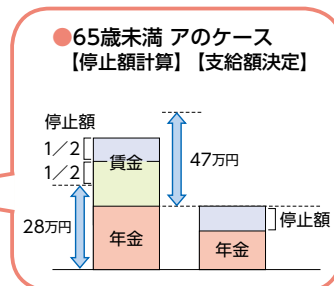 ●65歳未満 アのケース
【停止額計算】【支給額決定】
停止額
1/2
賃金
1/2
47万円
28万円
年金
停止額
年金